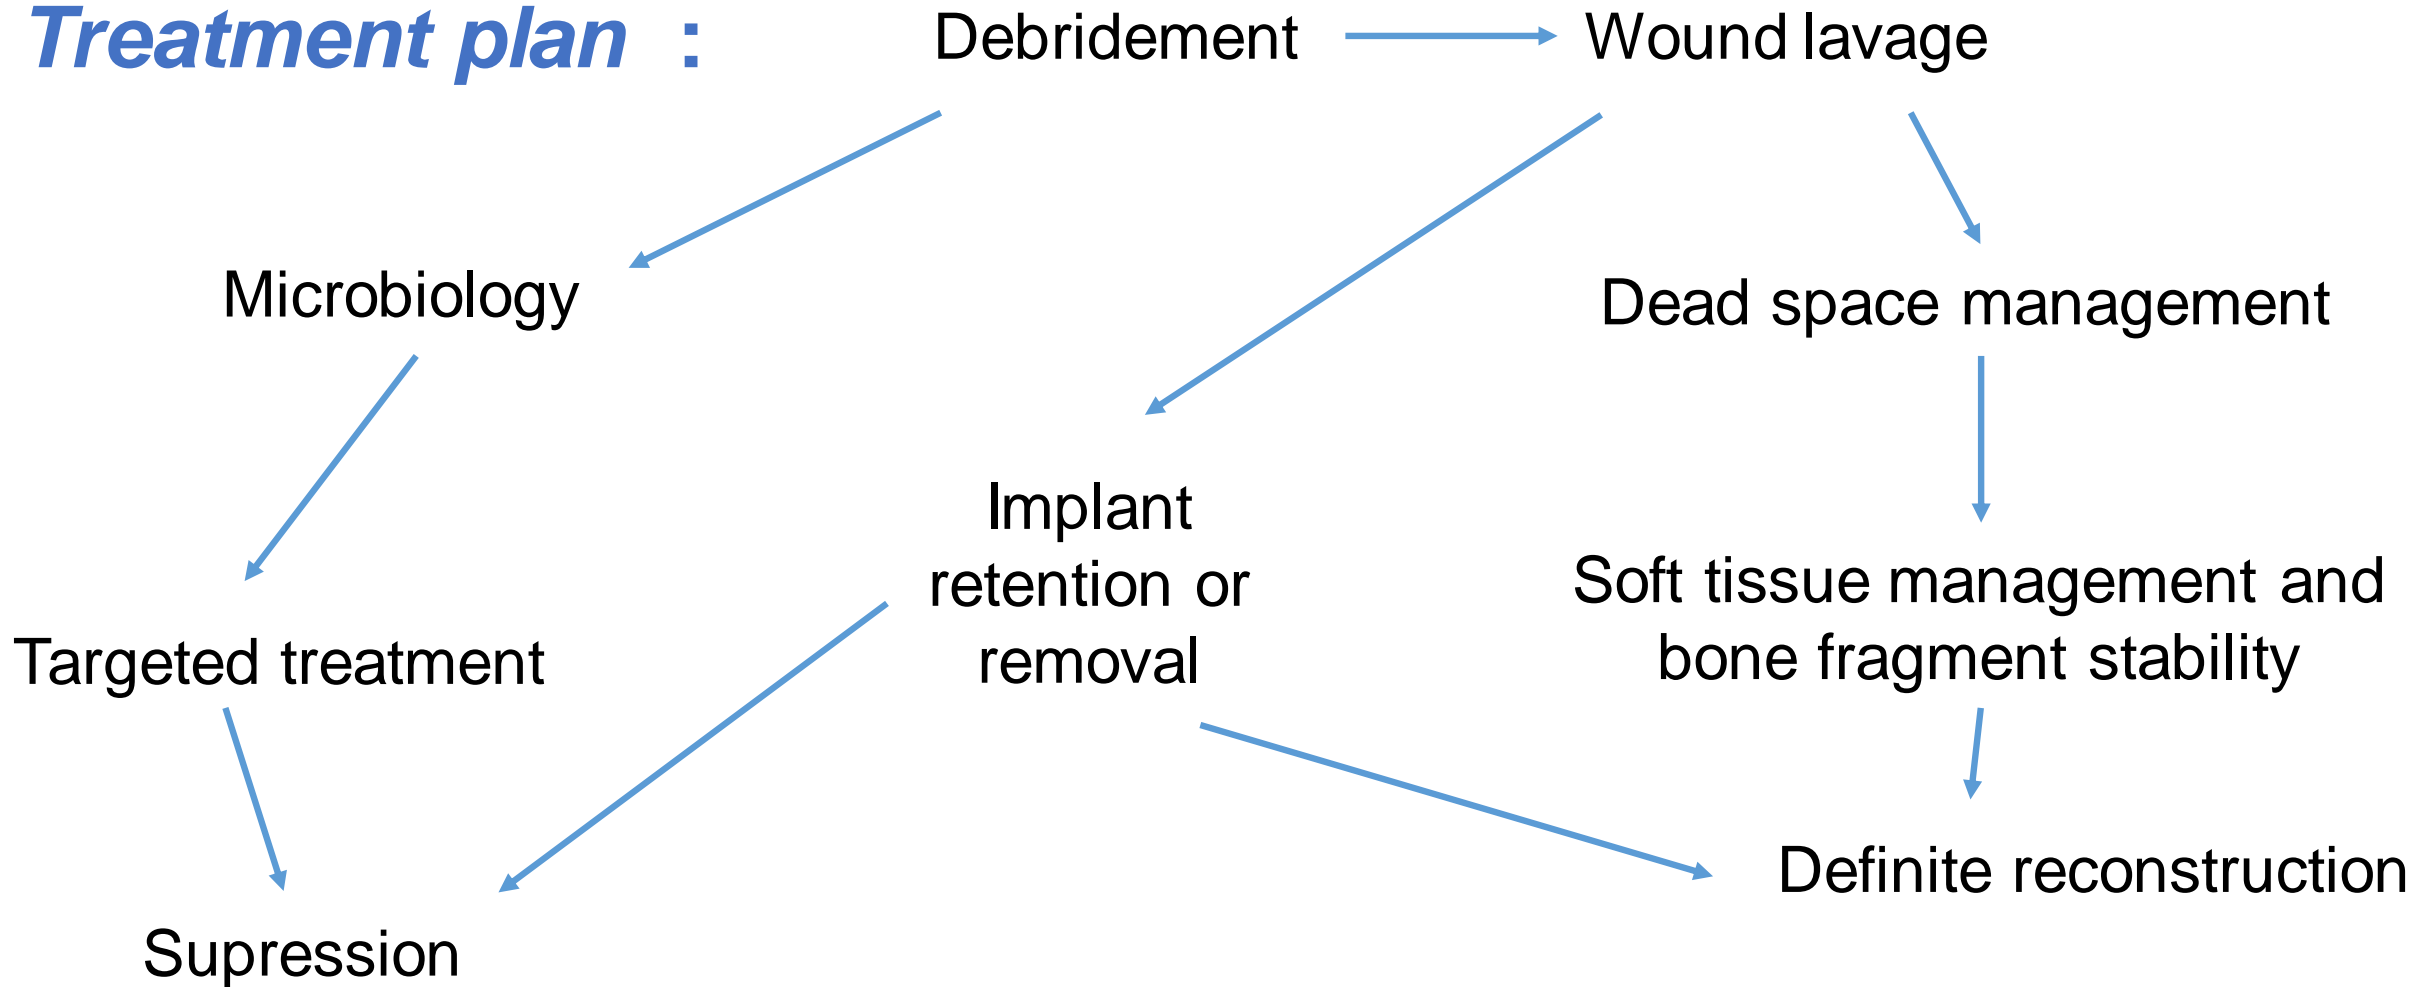 Treatment plan :
Debridement
Wound lavage
Microbiology
Dead space management
Implant
retention or
removal
Soft tissue management and
bone fragment stability
Targeted treatment
Definite reconstruction
Supression